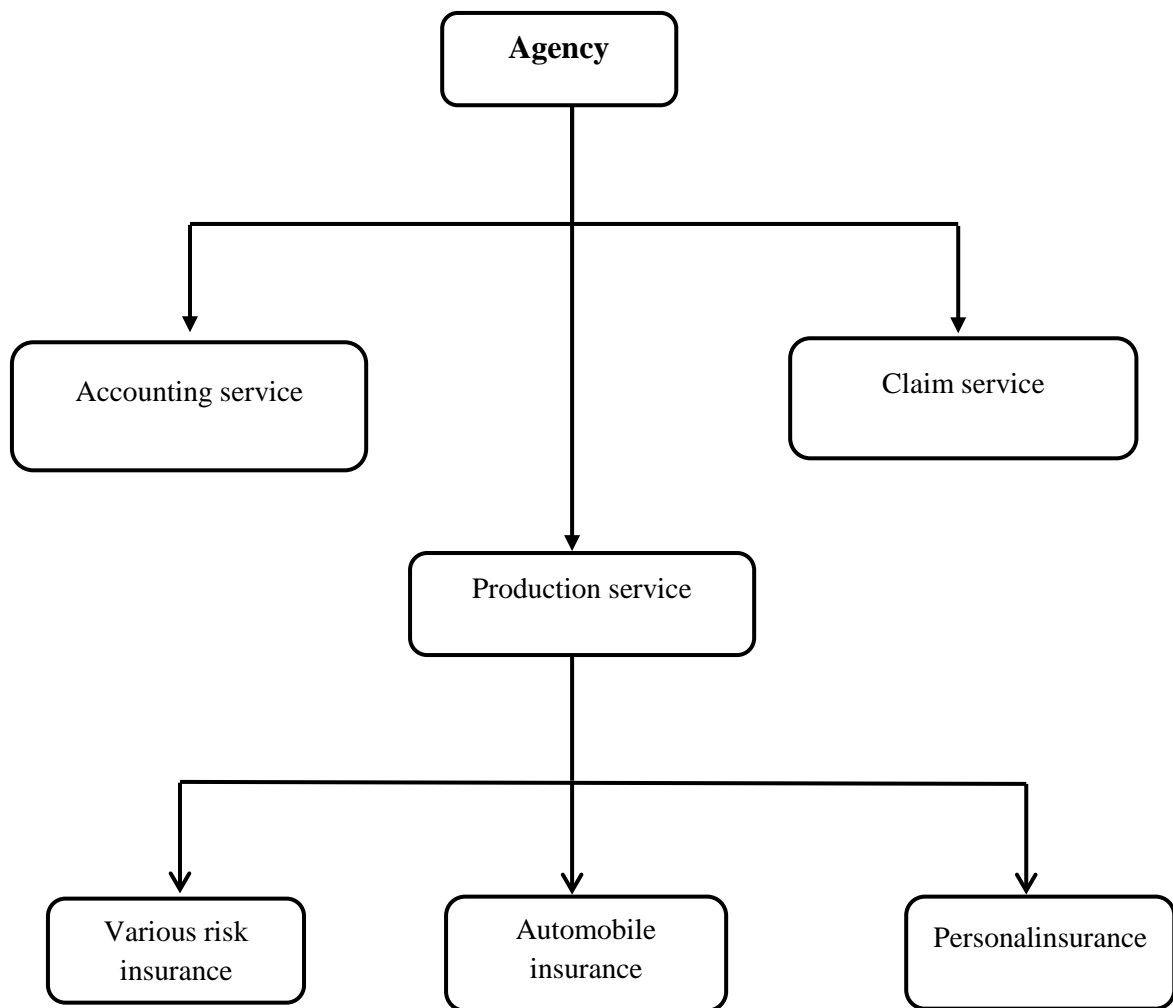 Agency
Accounting service
Claim service
Production service
Various risk
insurance
Automobile
insurance
Personalinsurance